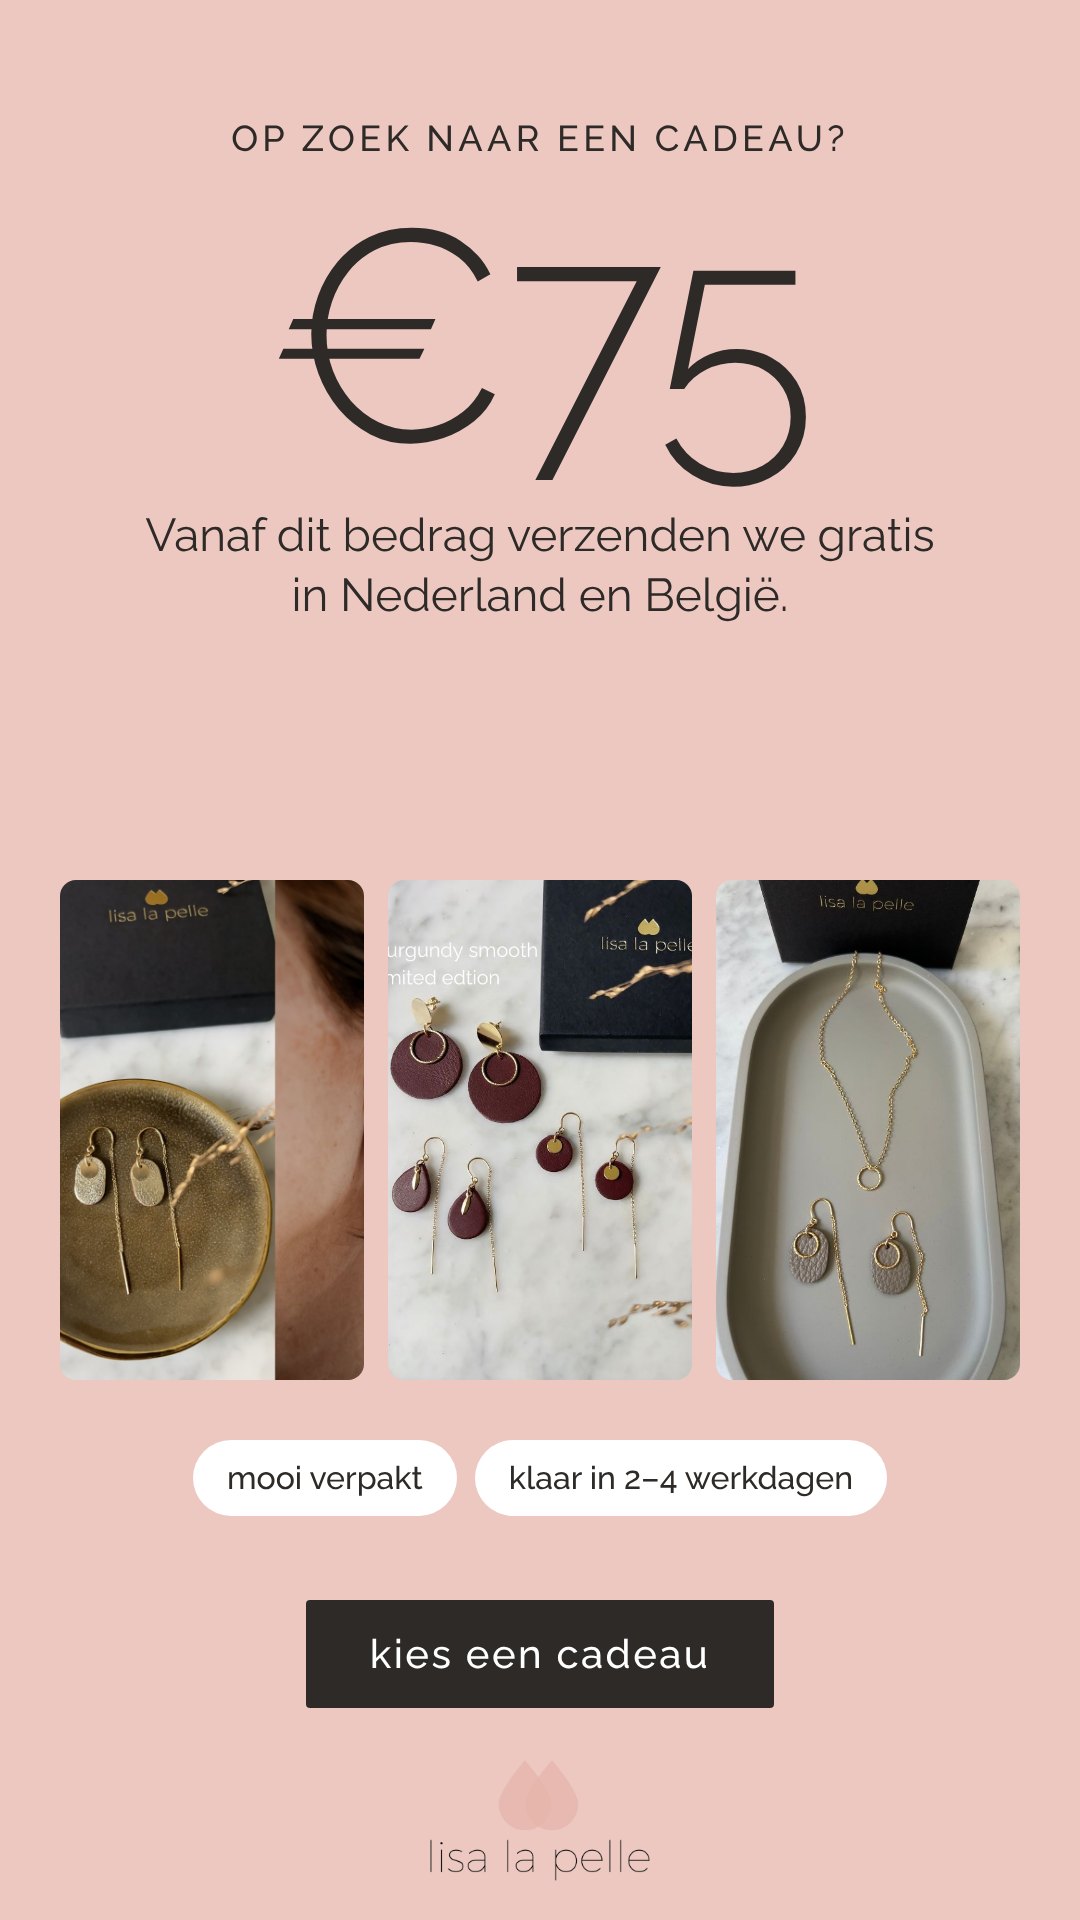 OP ZOEK NAAR EEN CADEAU?
€75
Vanaf dit bedrag verzenden we gratis
in Nederland en België.
lisa la pelle
urgundy smooth
mited edtion
lisa la pelle
lisa la pelle
mooi verpakt
klaar in 2–4 werkdagen
kies een cadeau
lisa la pelle